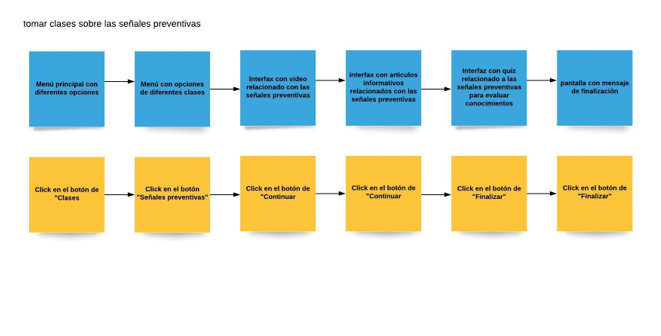 tomar clases sobre las señales preventivas
Menú principal con
diferentes opciones
Menú con opciones
de diferentes clases
Interfax con video
relacionado con las
señales preventivas
Interfax con articulos
informativos
relacionados con las
señales preventivas
Interfaz con quiz
relacionado a las
señales preventivas
para evaluar
conocimientos
pantalla con mensaje
de finalización
Click en el botón de
"Clases
Click en el botón
"Señales preventivas"
Click en el botón de
"Continuar
Click en el botón de
"Continuar
Click en el botón de
"Finalizar"
Click en el botón de
"Finalizar"